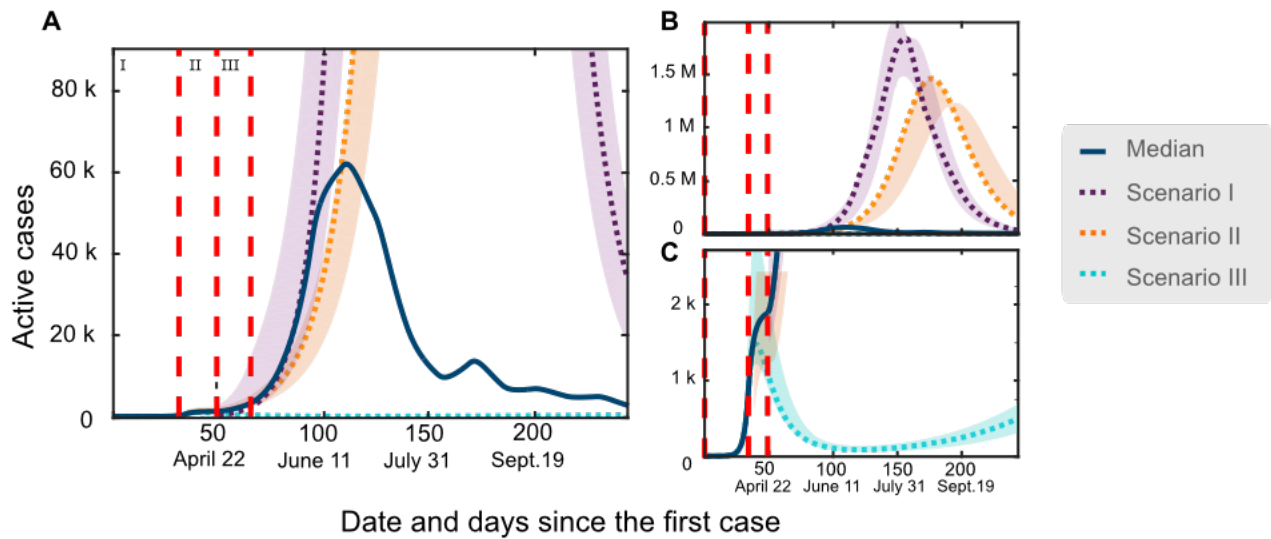 A
I
II
III
80 k
60 k
40 k
20 k
0
50
100
150
200
April 22
June 11
July 31
Sept.19
Active cases
B
1.5 M
1 M
0.5 M
0
C
2 k
1 k
0
50
100
150
200
April 22
June 11
July 31
Sept.19
Date and days since the first case
Median
Scenario I
Scenario II
Scenario III